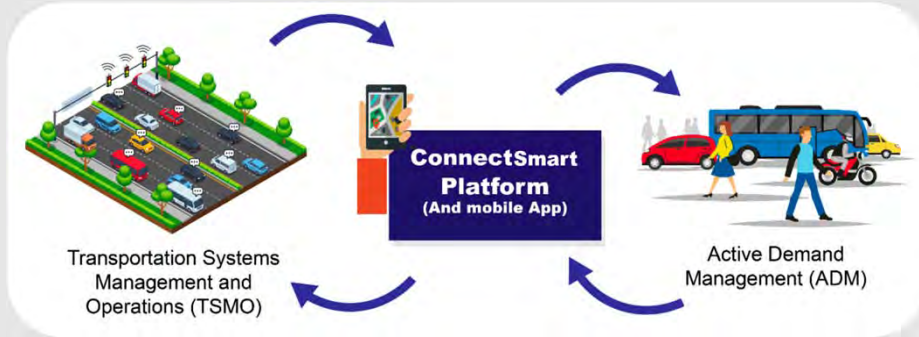 ConnectSmart
Platform
(And mobile App)
Transportation Systems
Management and
Operations (TSMO)
Active Demand
Management (ADM)